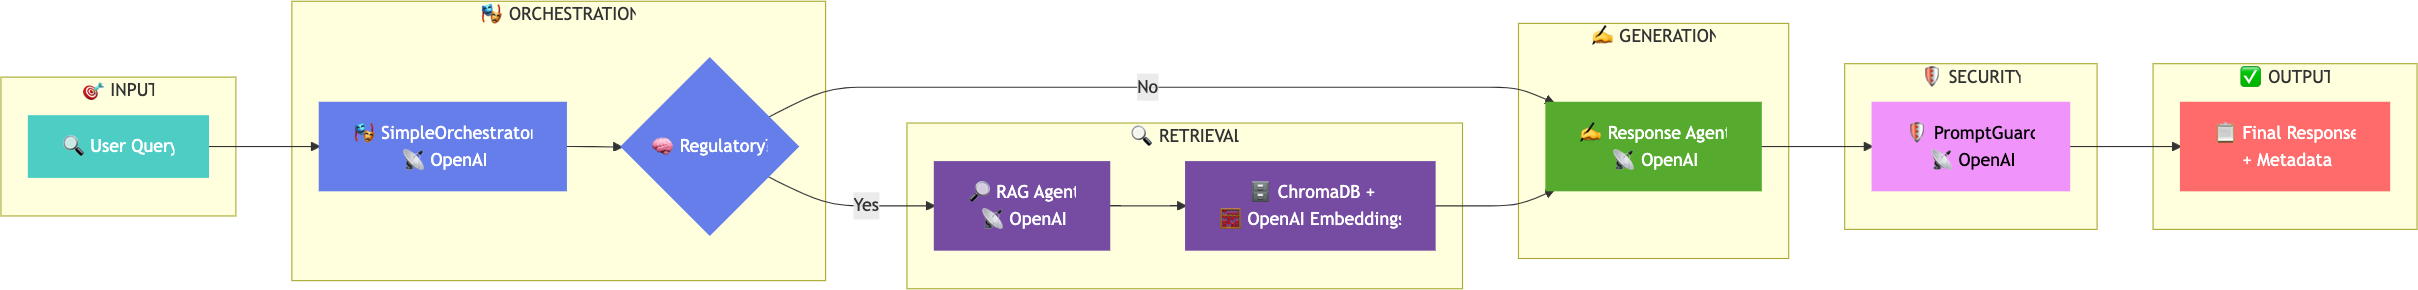 INPUT
User Query
ORCHESTRATION
SimpleOrchestrator
OpenAI
Regulatory?
No
Yes
RETRIEVAL
RAG Agent
OpenAI
ChromaDB +
OpenAI Embeddings
GENERATION
Response Agent
OpenAI
SECURITY
PromptGuard
OpenAI
OUTPUT
Final Response
+ Metadata